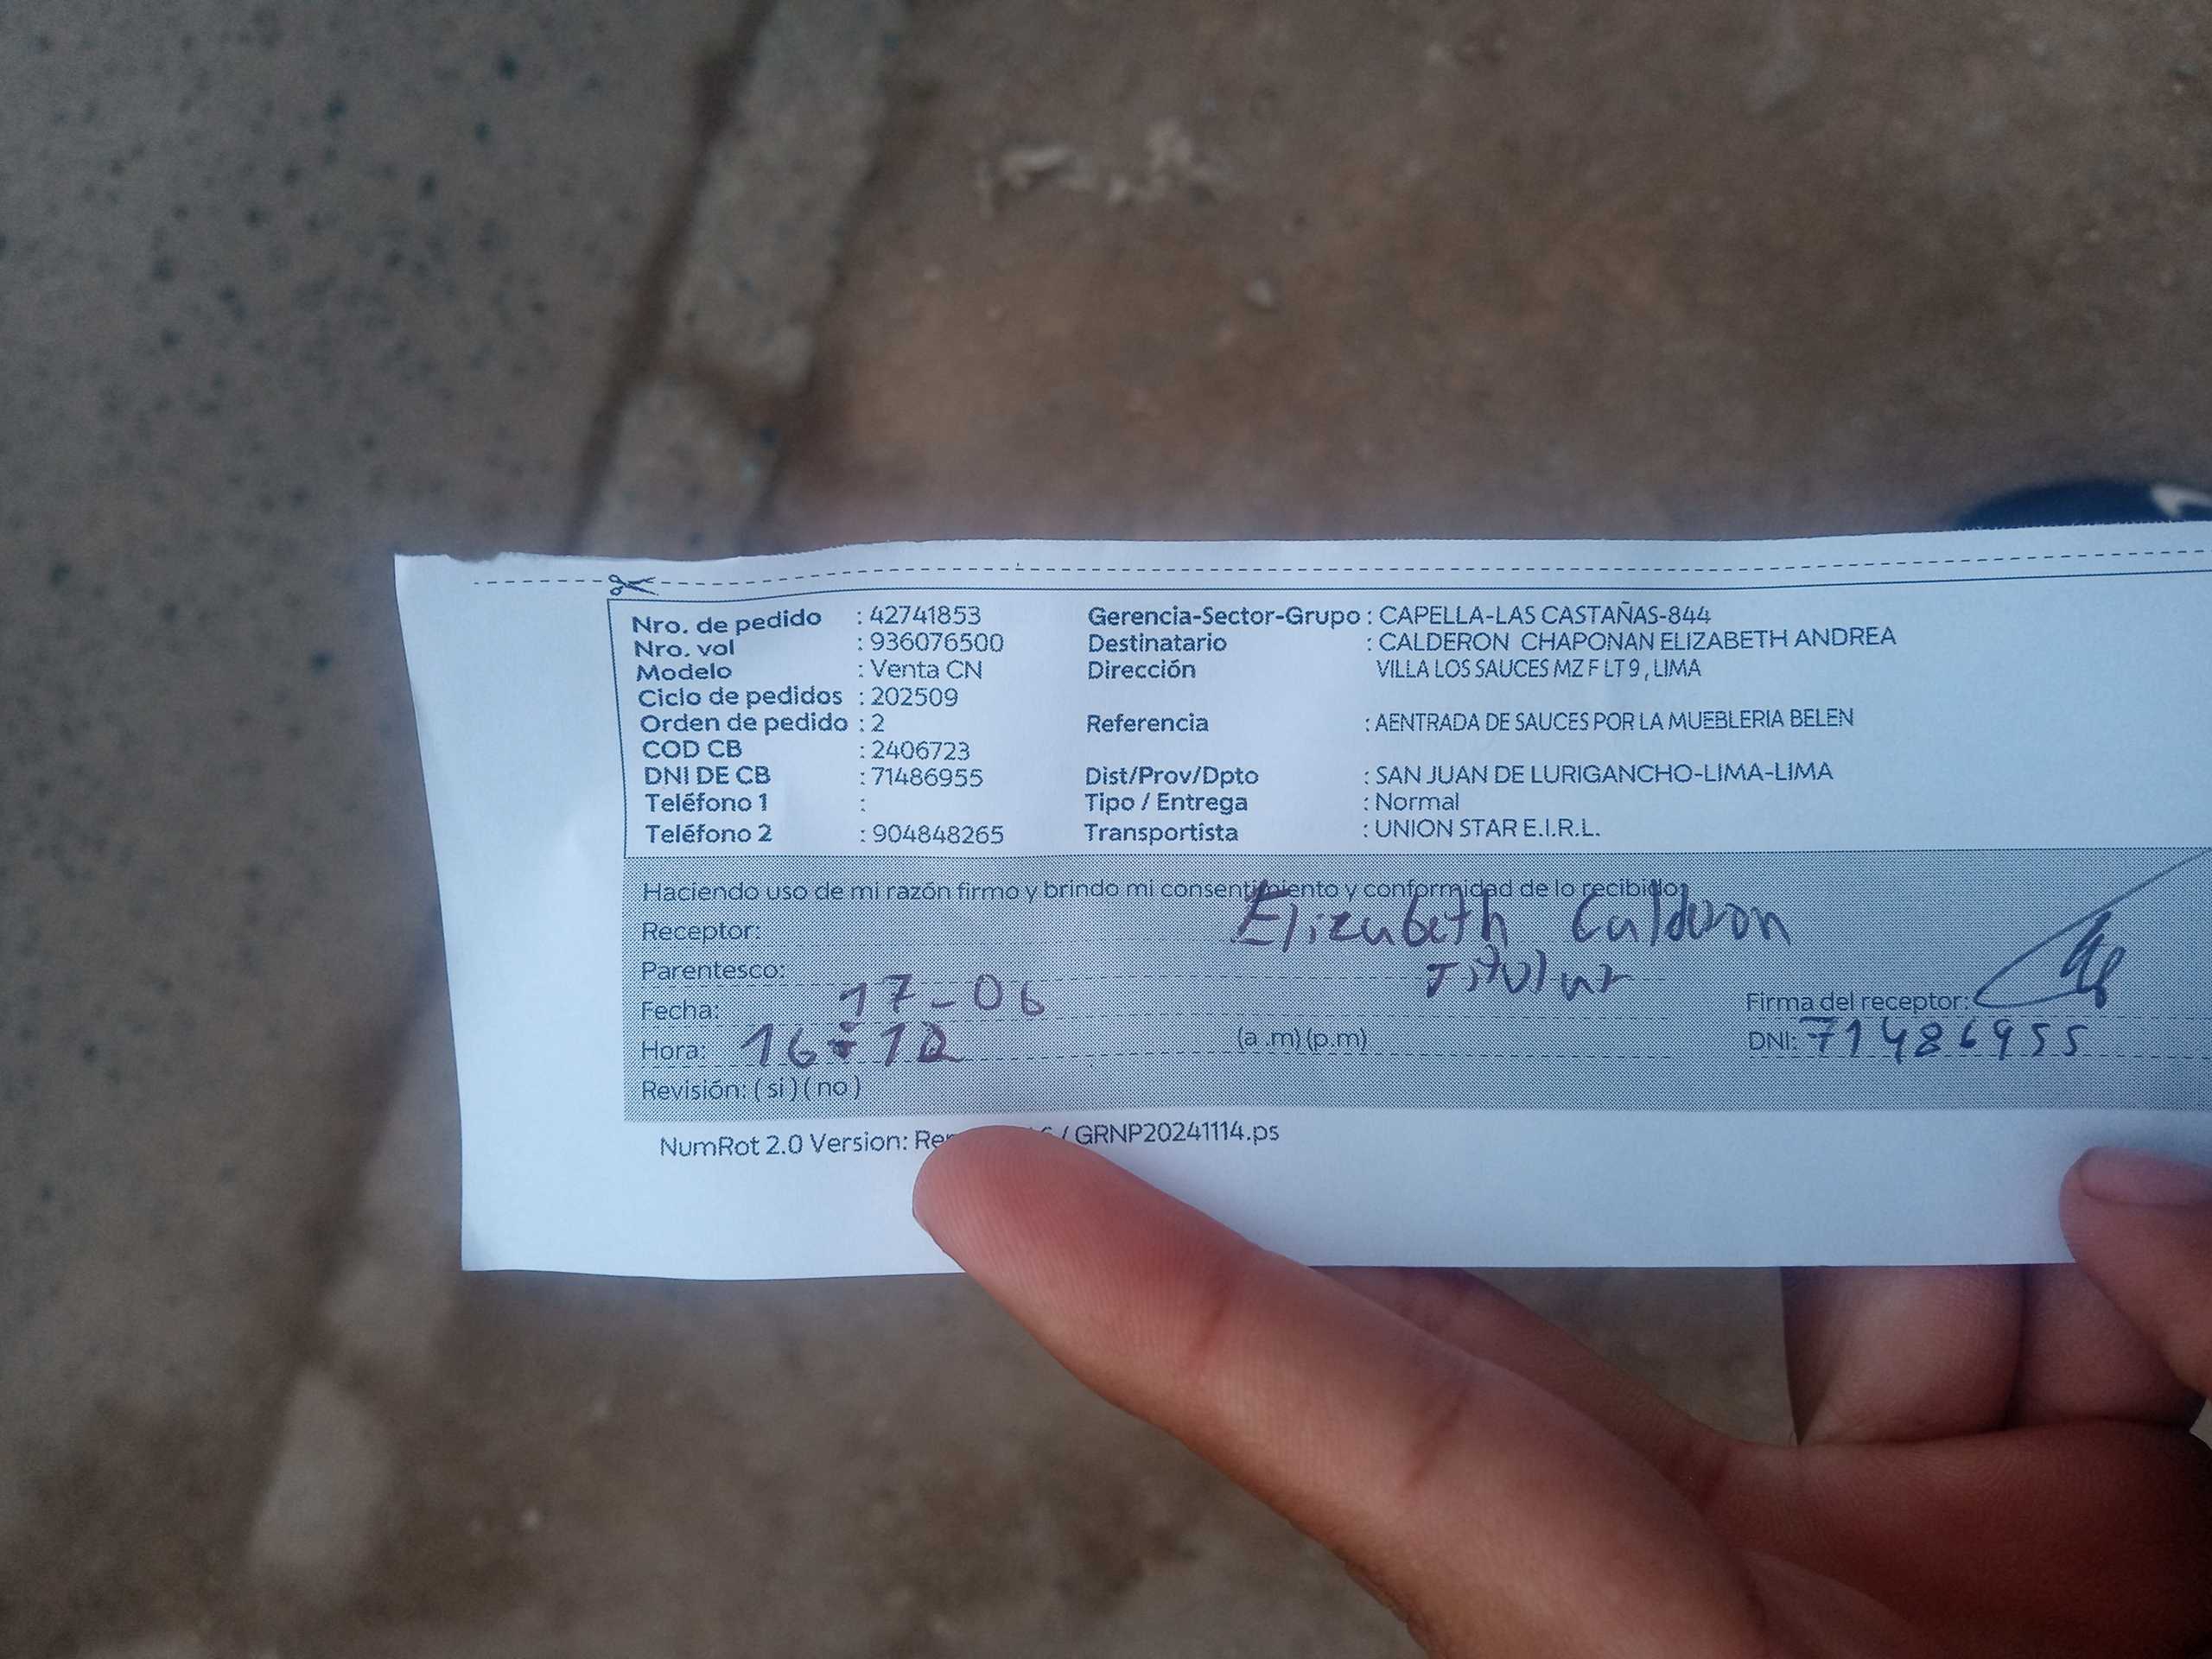 Nro. de pedido : 42741853 Gerencia-Sector-Grupo : CAPELLA-LAS CASTAÑAS-844
Nro. vol : 936076500 Destinatario : CALDERON CHAPONAN ELIZABETH ANDREA
Modelo : Venta CN Dirección VILLA LOS SAUCES MZ F LT 9 , LIMA
Ciclo de pedidos : 202509
Orden de pedido : 2 Referencia : AENTRADA DE SAUCES POR LA MUEBLERIA BELEN
COD CB : 2406723
DNI DE CB : 71486955 Dist/Prov/Dpto : SAN JUAN DE LURIGANCHO-LIMA-LIMA
Teléfono 1 : Tipo / Entrega : Normal
Teléfono 2 : 904848265 Transportista : UNION STAR E.I.R.L.
Haciendo uso de mi razón firmo y brindo mi consentimiento y conformidad de lo recibido:
Receptor: Elizabeth Calderon
Parentesco: Titular
Fecha: 17-06 Firma del receptor:
Hora: 16:12 (a .m) (p.m) DNI: 71486955
Revisión: ( si ) ( no )
NumRot 2.0 Version: / GRNP20241114.ps